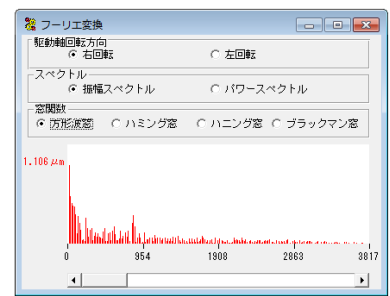 フーリエ変換
駆動軸回転方向
右回転 左回転
スペクトル
振幅スペクトル パワースペクトル
窓関数
方形波窓 ハミング窓 ハニング窓 ブラックマン窓
1.106 μm
0 954 1908 2863 3817